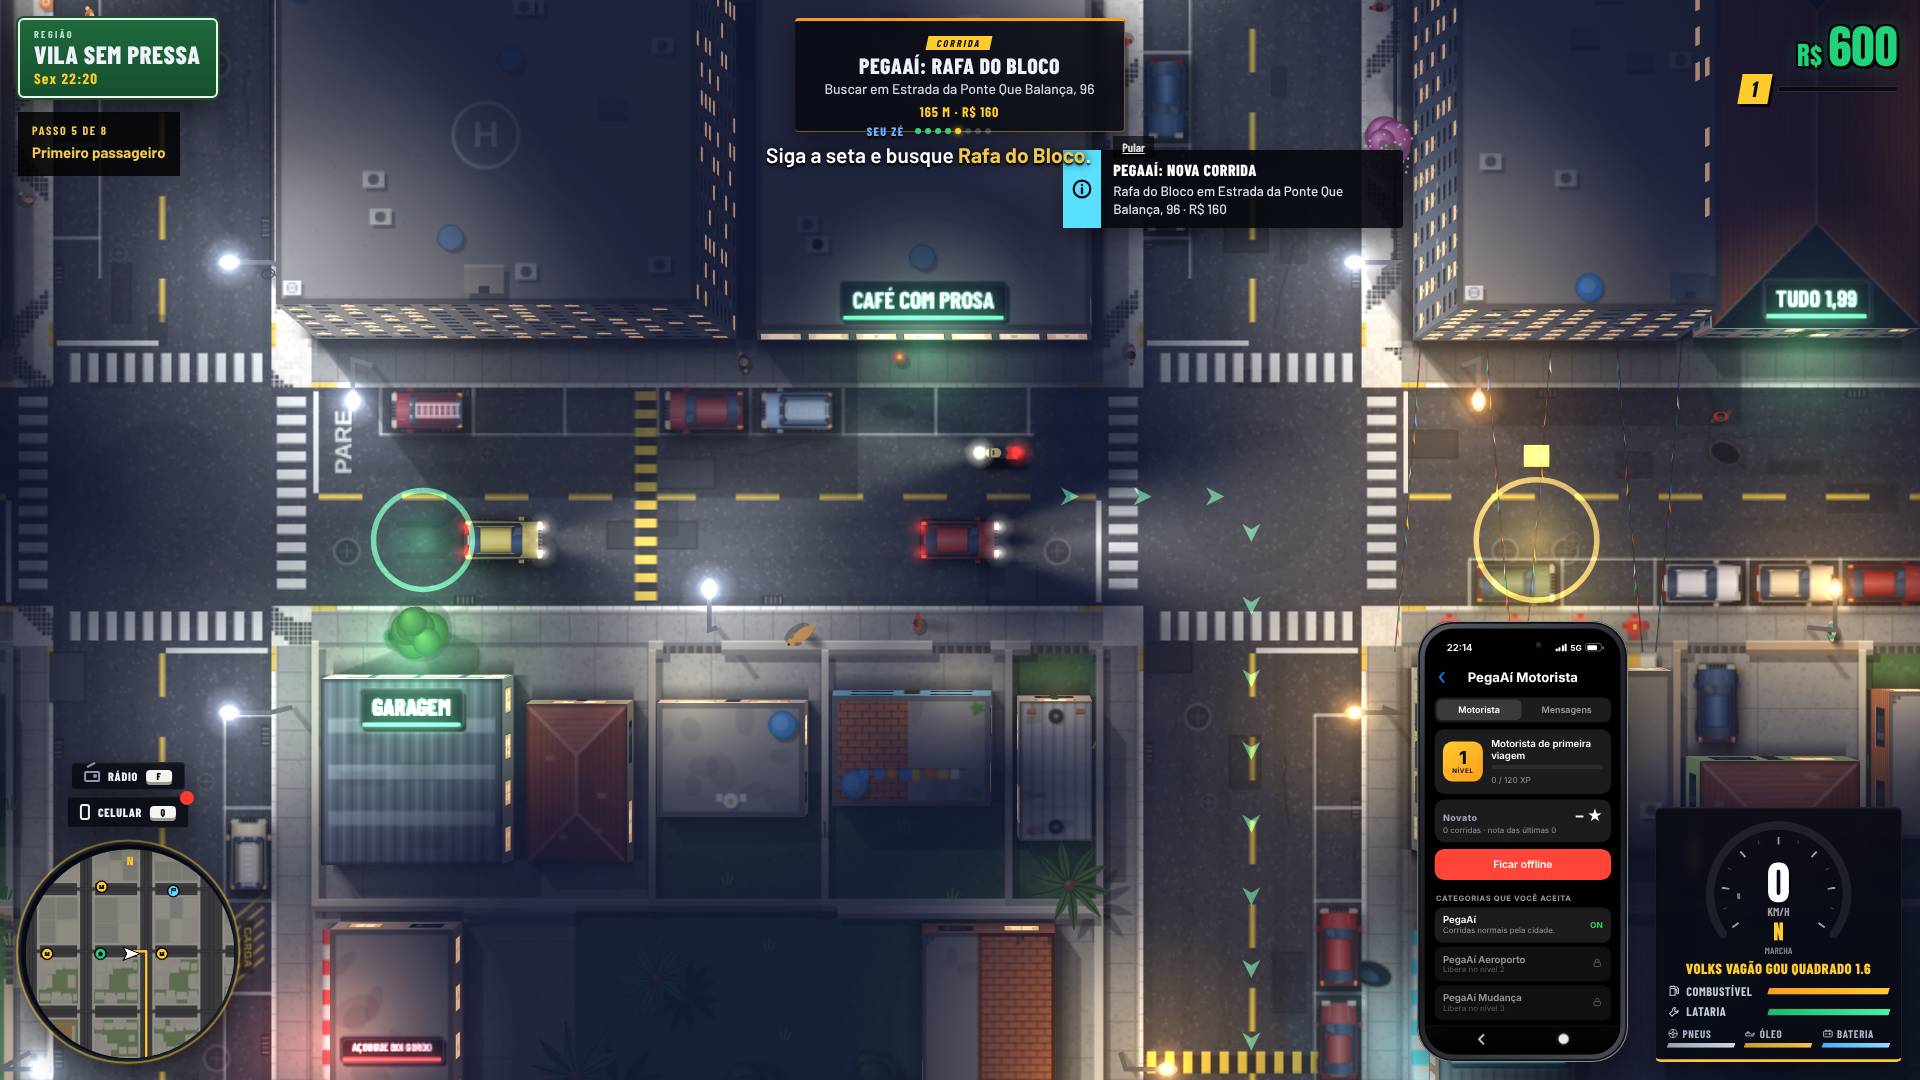 REGIÃO
VILA SEM PRESSA
Sex 22:20
PASSO 5 DE 8
Primeiro passageiro
CORRIDA
PEGAAÍ: RAFA DO BLOCO
Buscar em Estrada da Ponte Que Balança, 96
165 M · R$ 160
SEU ZÉ
Siga a seta e busque Rafa do Bloco.
Pular
PEGAAÍ: NOVA CORRIDA
Rafa do Bloco em Estrada da Ponte Que
Balança, 96 · R$ 160
R$ 600
1
H
CAFÉ COM PROSA
TUDO 1,99
PARE
GARAGEM
RÁDIO F
CELULAR Q
N
CARGA
AÇOUGUE BOI GORDO
22:14
5G
PegaAí Motorista
Motorista
Mensagens
1
NÍVEL
Motorista de primeira
viagem
0 / 120 XP
Novato
– ★
0 corridas · nota das últimas 0
Ficar offline
CATEGORIAS QUE VOCÊ ACEITA
PegaAí
Corridas normais pela cidade.
ON
PegaAí Aeroporto
Libera no nível 2
PegaAí Mudança
Libera no nível 3
0
KM/H
N
MARCHA
VOLKS VAGÃO GOU QUADRADO 1.6
COMBUSTÍVEL
LATARIA
PNEUS
ÓLEO
BATERIA